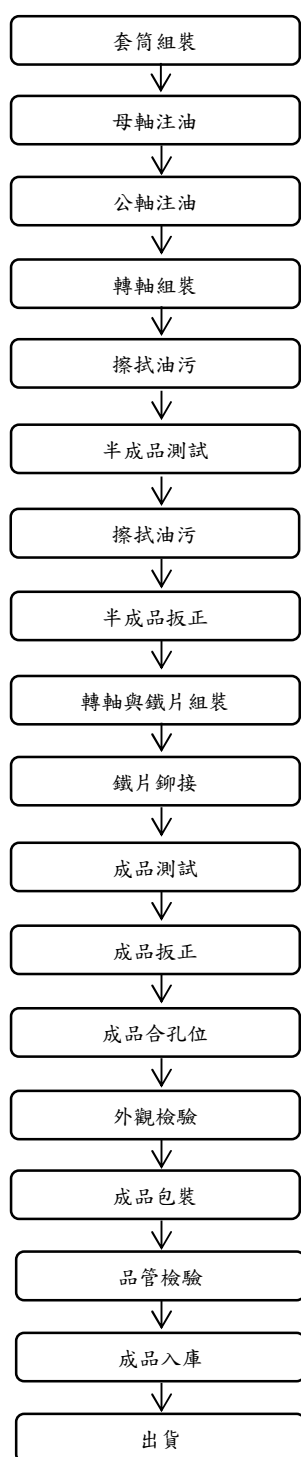 套筒組裝
母軸注油
公軸注油
轉軸組裝
擦拭油污
半成品測試
擦拭油污
半成品扳正
轉軸與鐵片組裝
鐵片鉚接
成品測試
成品扳正
成品合孔位
外觀檢驗
成品包裝
品管檢驗
成品入庫
出貨